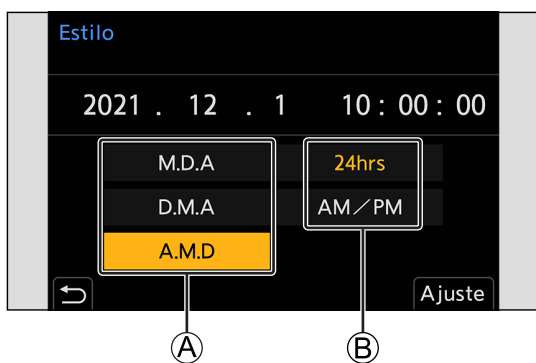 Estilo
2021 . 12 . 1 10 : 00 : 00
M.D.A 24hrs
D.M.A AM／PM
A.M.D
Ajuste
A B